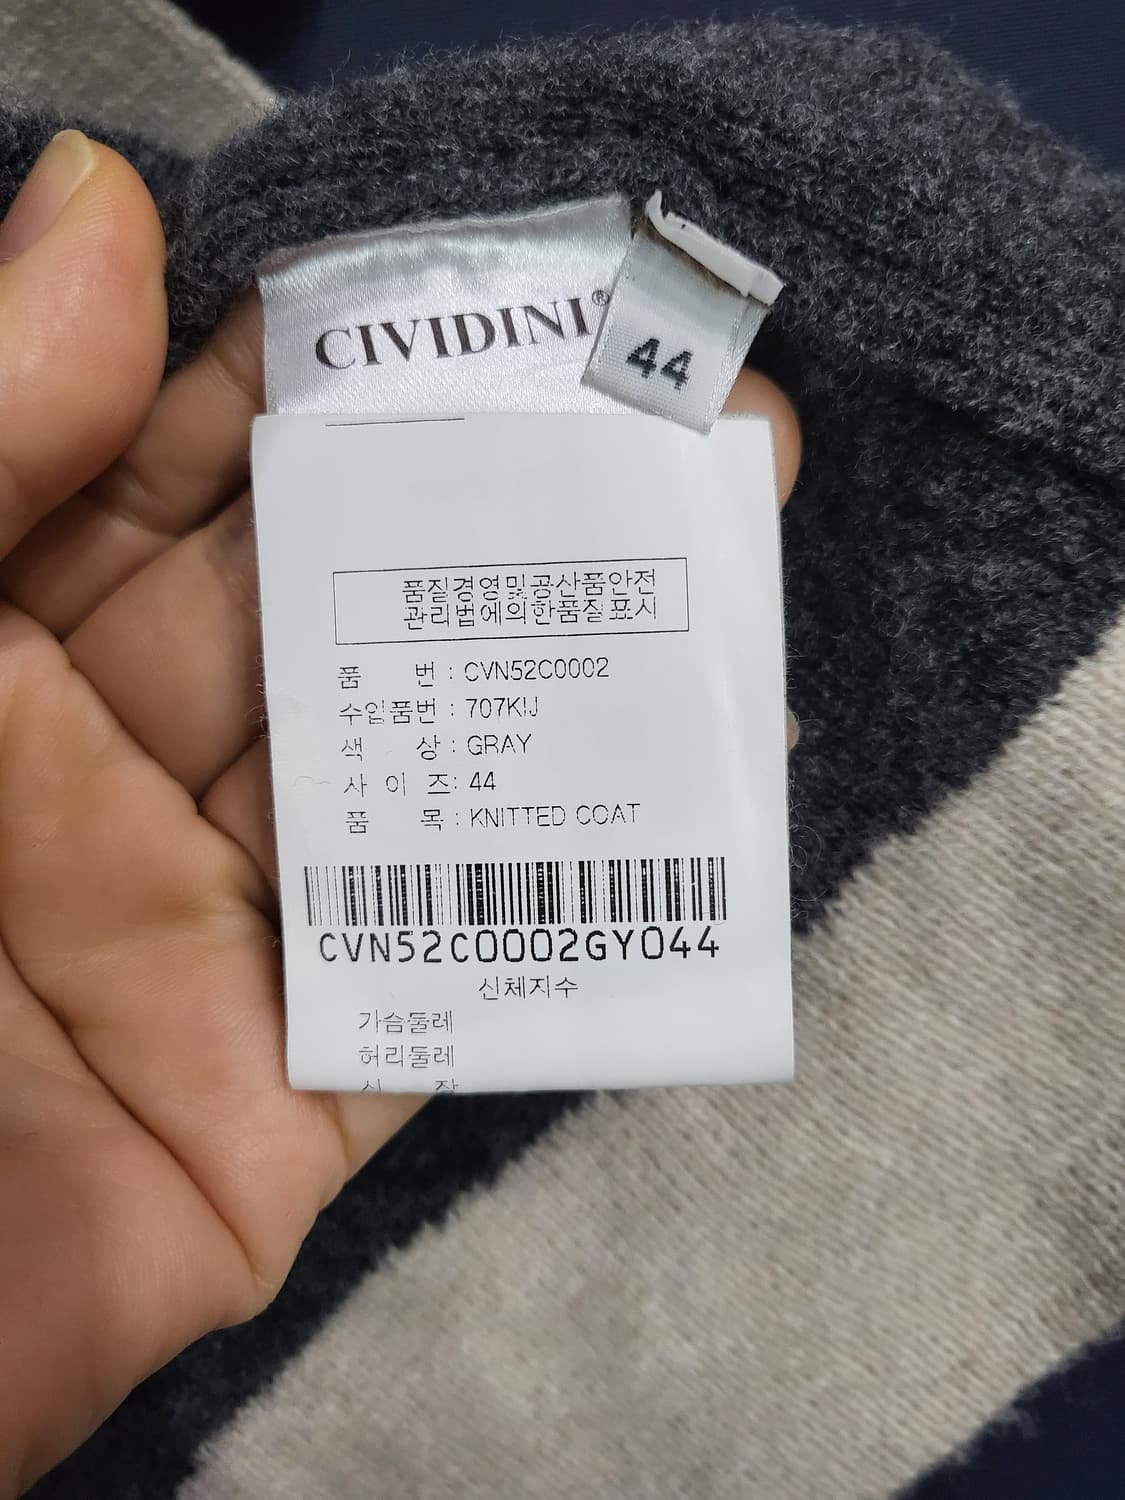 CIVIDINI®
44
품질경영및공산품안전
관리법에의한품질표시
품 번 : CVN52C0002
수입품번 : 707KIJ
색 상 : GRAY
사 이 즈: 44
품 목 : KNITTED COAT
CVN52C0002GY044
신체지수
가슴둘레
허리둘레